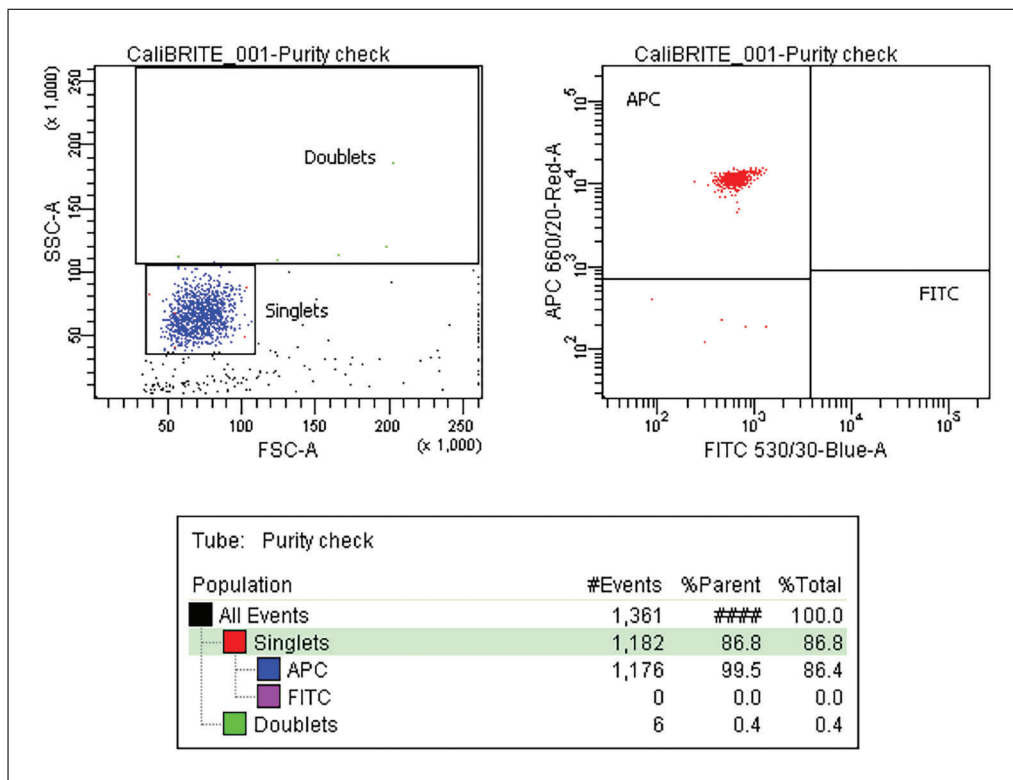 CaliBRITE_001-Purity check
(x 1,000)
SSC-A
250
200
150
100
50
Doublets
Singlets
50 100 150 200 250
FSC-A (x 1,000)
CaliBRITE_001-Purity check
APC 660/20-Red-A
10^5
10^4
10^3
10^2
APC
FITC
10^2 10^3 10^4 10^5
FITC 530/30-Blue-A
Tube: Purity check
Population #Events %Parent %Total
All Events 1,361 #### 100.0
Singlets 1,182 86.8 86.8
APC 1,176 99.5 86.4
FITC 0 0.0 0.0
Doublets 6 0.4 0.4